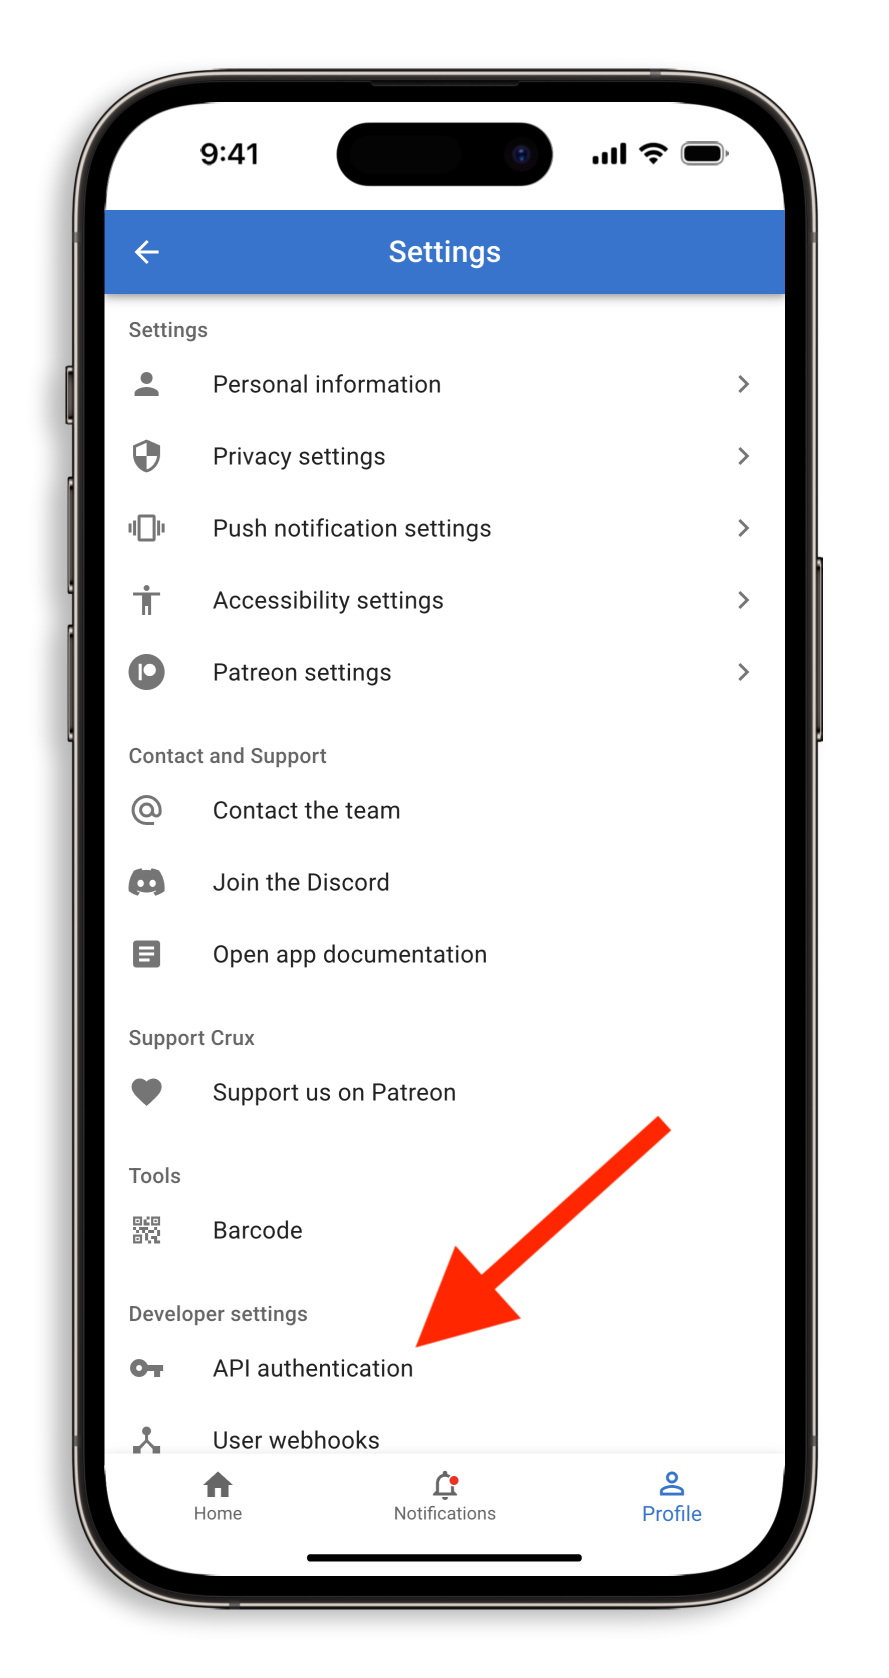 9:41
Settings
Settings
Personal information
Privacy settings
Push notification settings
Accessibility settings
Patreon settings
Contact and Support
Contact the team
Join the Discord
Open app documentation
Support Crux
Support us on Patreon
Tools
Barcode
Developer settings
API authentication
User webhooks
Home
Notifications
Profile